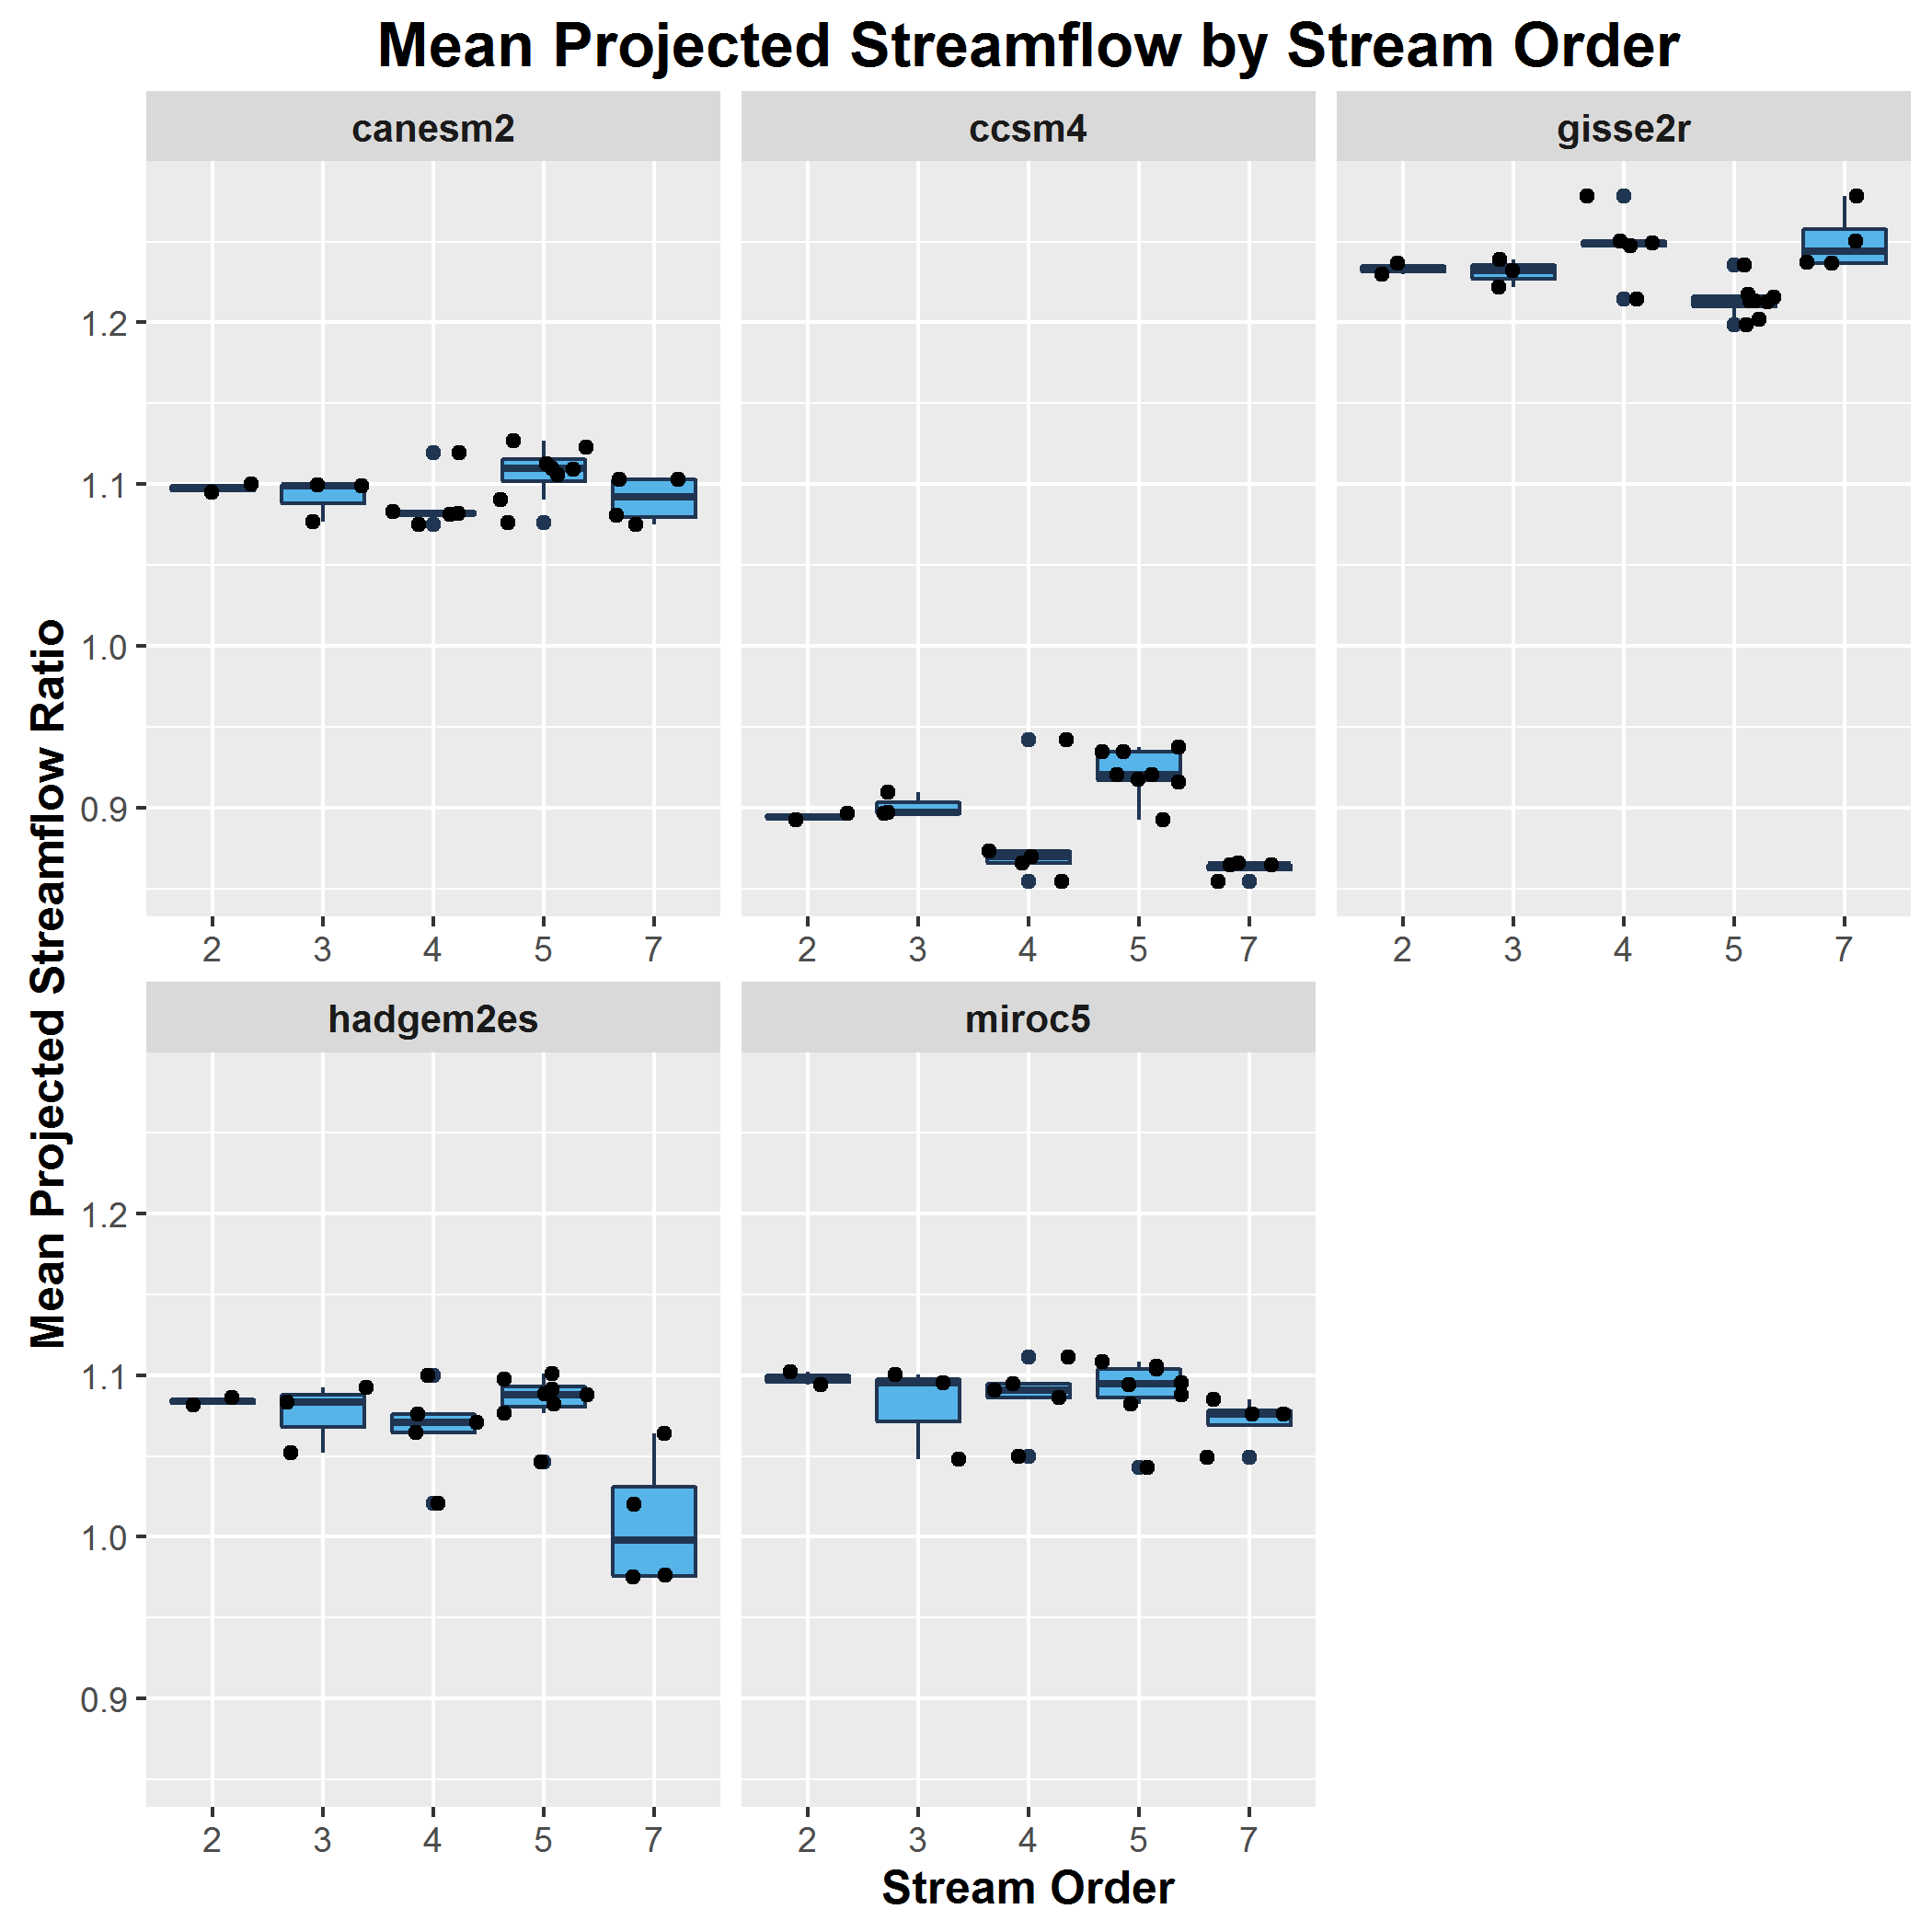 Mean Projected Streamflow by Stream Order
canesm2 ccsm4 gisse2r
Mean Projected Streamflow Ratio
1.2
1.1
1.0
0.9
2 3 4 5 7 2 3 4 5 7 2 3 4 5 7
hadgem2es miroc5
1.2
1.1
1.0
0.9
2 3 4 5 7 2 3 4 5 7
Stream Order